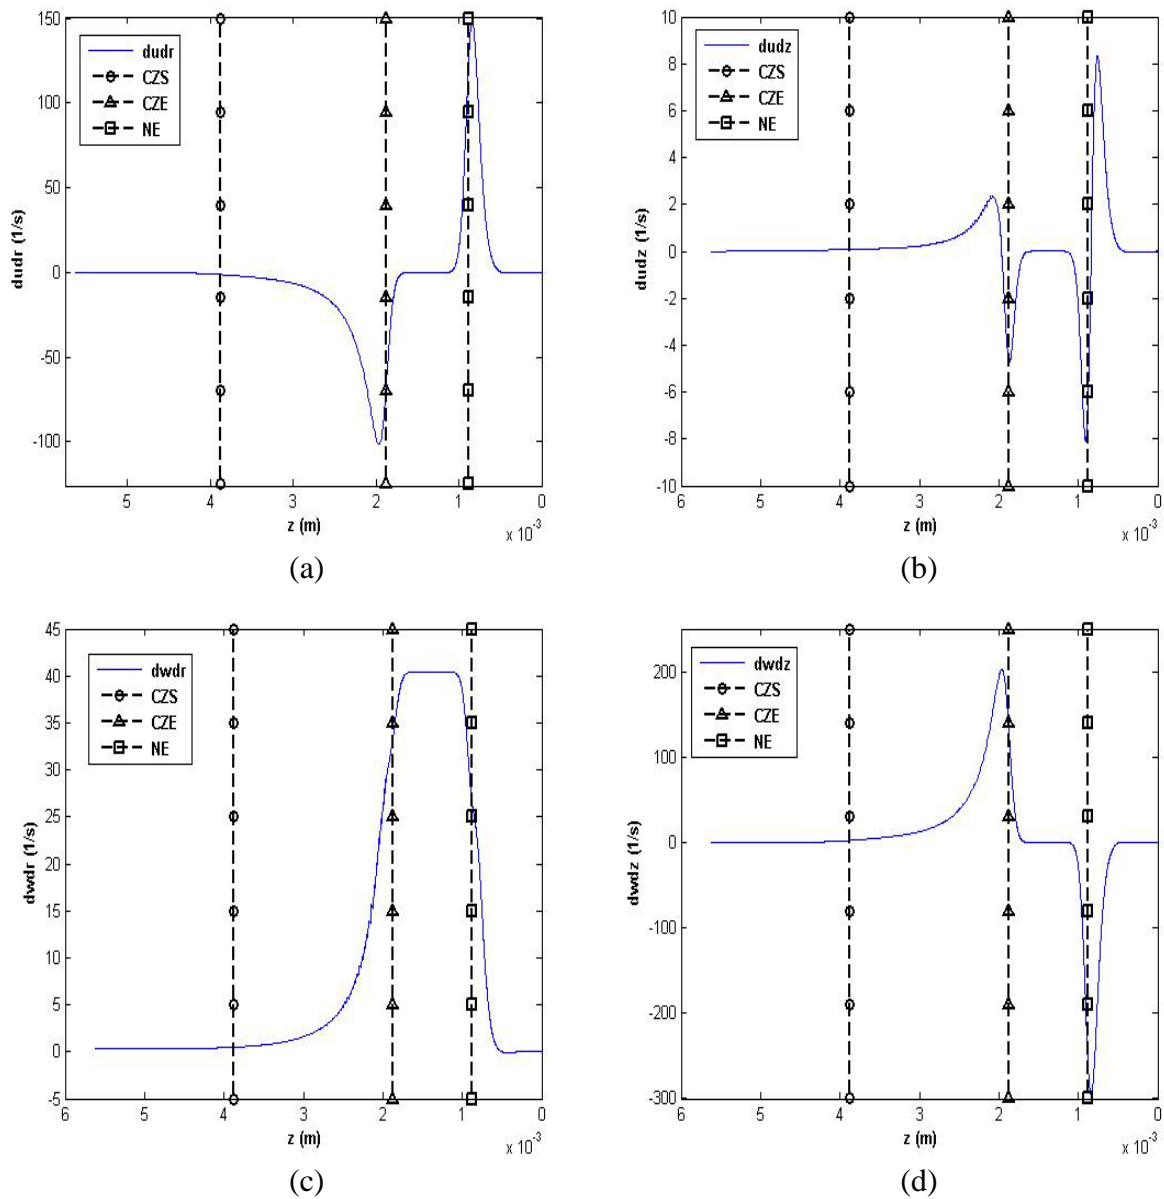 150
100
50
0
-50
-100
dudr (1/s)
dudr
CZS
CZE
NE
5
4
3
2
1
0
z (m)
x 10⁻³
(a)
10
8
6
4
2
0
-2
-4
-6
-8
-10
dudz (1/s)
dudz
CZS
CZE
NE
6
5
4
3
2
1
0
z (m)
x 10⁻³
(b)
45
40
35
30
25
20
15
10
5
0
-5
dwdr (1/s)
dwdr
CZS
CZE
NE
6
5
4
3
2
1
0
z (m)
x 10⁻³
(c)
200
100
0
-100
-200
-300
dwdz (1/s)
dwdz
CZS
CZE
NE
6
5
4
3
2
1
0
z (m)
x 10⁻³
(d)